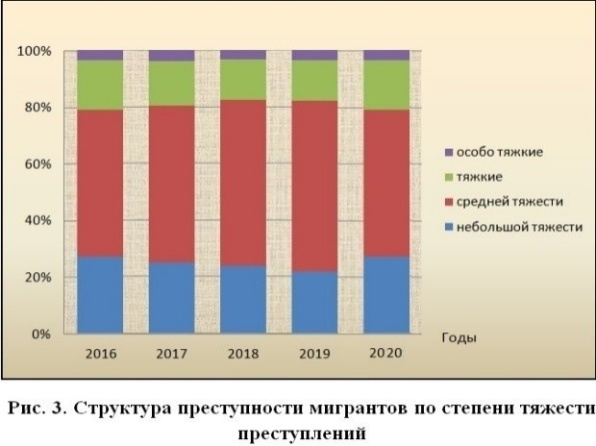 100%
80%
60%
40%
20%
0%
2016 2017 2018 2019 2020
Годы
особо тяжкие
тяжкие
средней тяжести
небольшой тяжести
Рис. 3. Структура преступности мигрантов по степени тяжести
преступлений